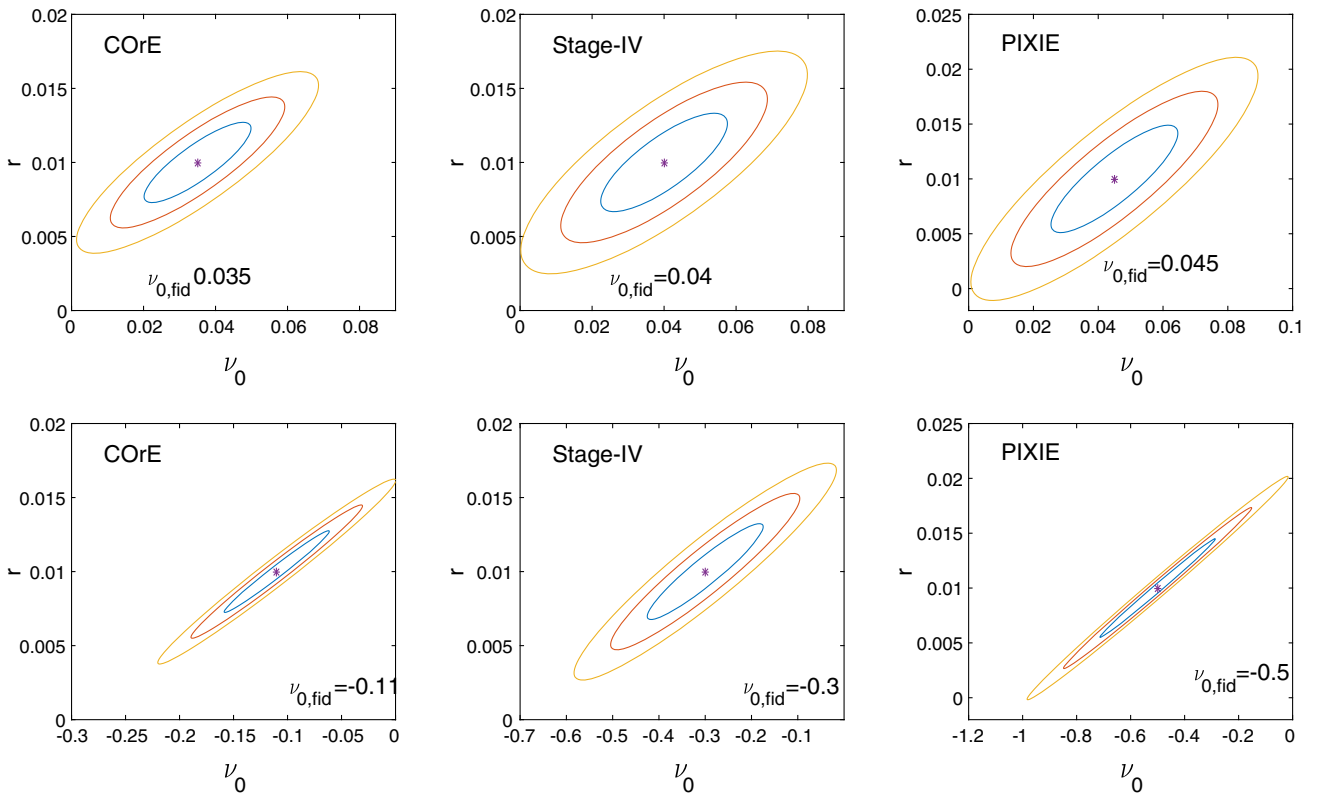 0.02
COrE
0.015
r
0.01
0.005
ν0,fid 0.035
0
0 0.02 0.04 0.06 0.08
ν0
0.02
Stage-IV
0.015
r
0.01
0.005
ν0,fid=0.04
0
0 0.02 0.04 0.06 0.08
ν0
0.025
PIXIE
0.02
0.015
r
0.01
0.005
ν0,fid=0.045
0
0 0.02 0.04 0.06 0.08 0.1
ν0
0.02
COrE
0.015
r
0.01
0.005
ν0,fid=-0.11
0
-0.3 -0.25 -0.2 -0.15 -0.1 -0.05 0
ν0
0.02
Stage-IV
0.015
r
0.01
0.005
ν0,fid=-0.3
0
-0.7 -0.6 -0.5 -0.4 -0.3 -0.2 -0.1
ν0
0.025
PIXIE
0.02
0.015
r
0.01
0.005
ν0,fid=-0.5
0
-1.2 -1 -0.8 -0.6 -0.4 -0.2 0
ν0